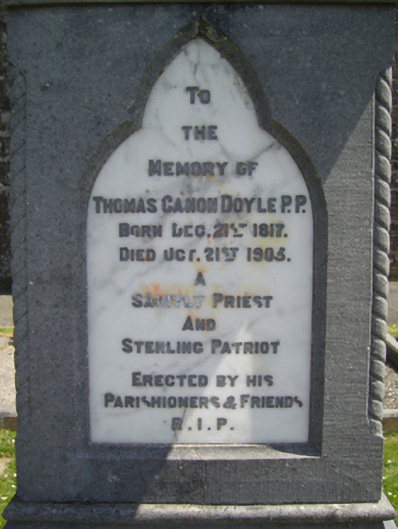 TO
THE
MEMORY OF
THOMAS CANON DOYLE P.P.
BORN DEC. 21ST 1817.
DIED OCT. 21ST 1903.
A
SAINTLY PRIEST
AND
STERLING PATRIOT
ERECTED BY HIS
PARISHIONERS & FRIENDS
R.I.P.